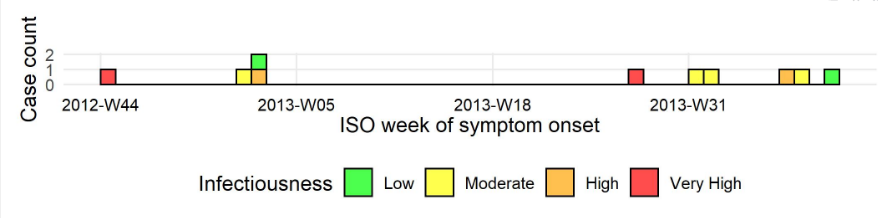 Case count
2
1
0
2012-W44 2013-W05 2013-W18 2013-W31
ISO week of symptom onset
Infectiousness Low Moderate High Very High